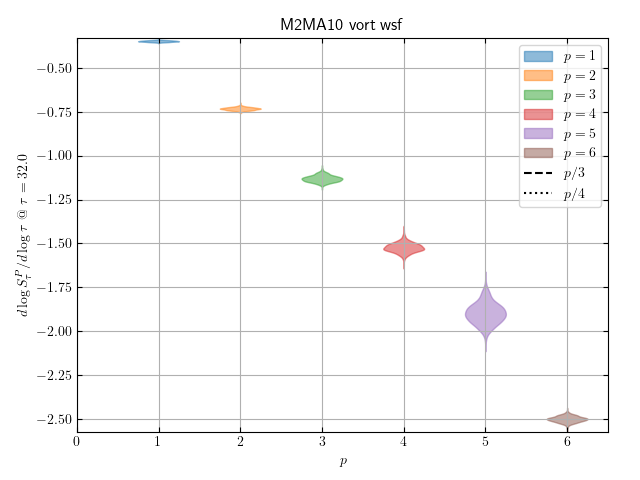 M2MA10 vort wsf
d log S_τ^P / d log τ @ τ = 32.0
−0.50
−0.75
−1.00
−1.25
−1.50
−1.75
−2.00
−2.25
−2.50
p = 1
p = 2
p = 3
p = 4
p = 5
p = 6
p/3
p/4
0 1 2 3 4 5 6
p